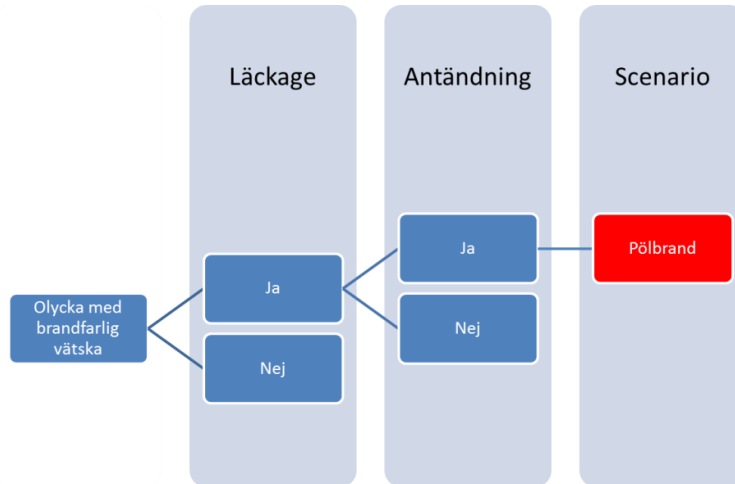 Läckage
Antändning
Scenario
Ja
Pölbrand
Ja
Olycka med
brandfarlig
vätska
Nej
Nej